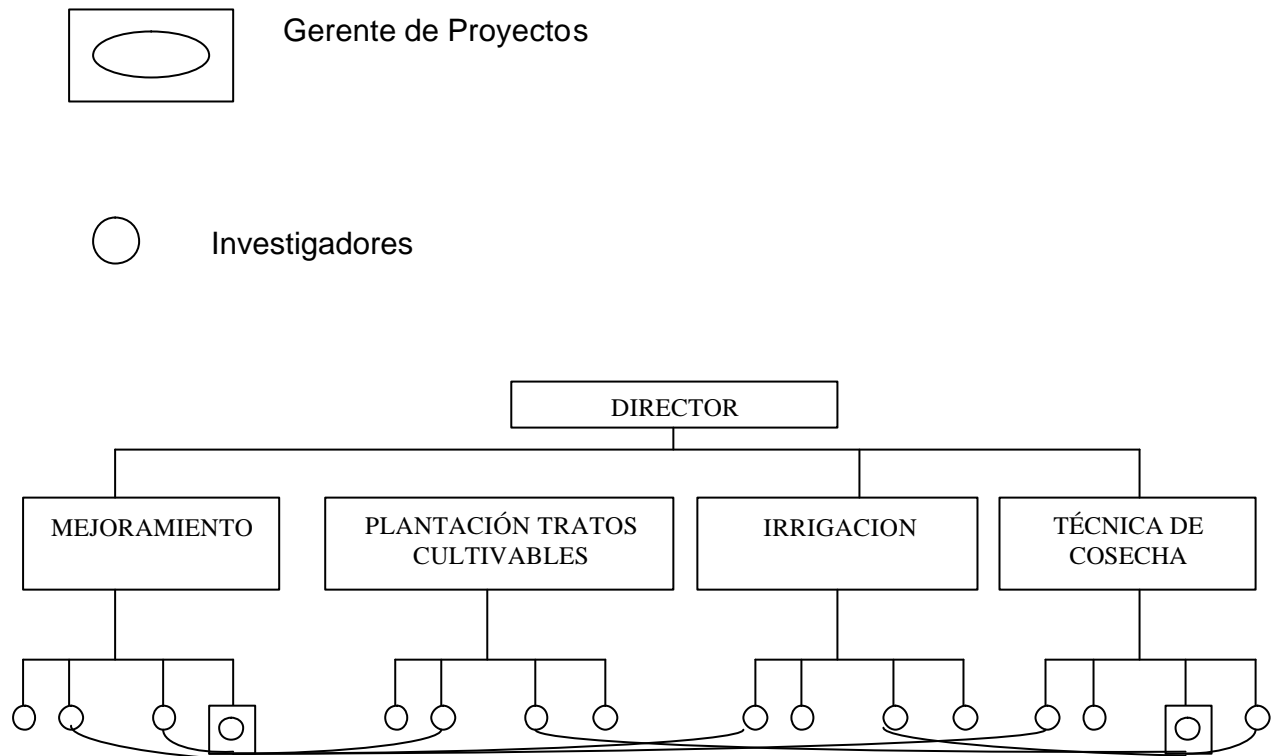 Gerente de Proyectos
Investigadores
DIRECTOR
MEJORAMIENTO
PLANTACIÓN TRATOS
CULTIVABLES
IRRIGACION
TÉCNICA DE
COSECHA